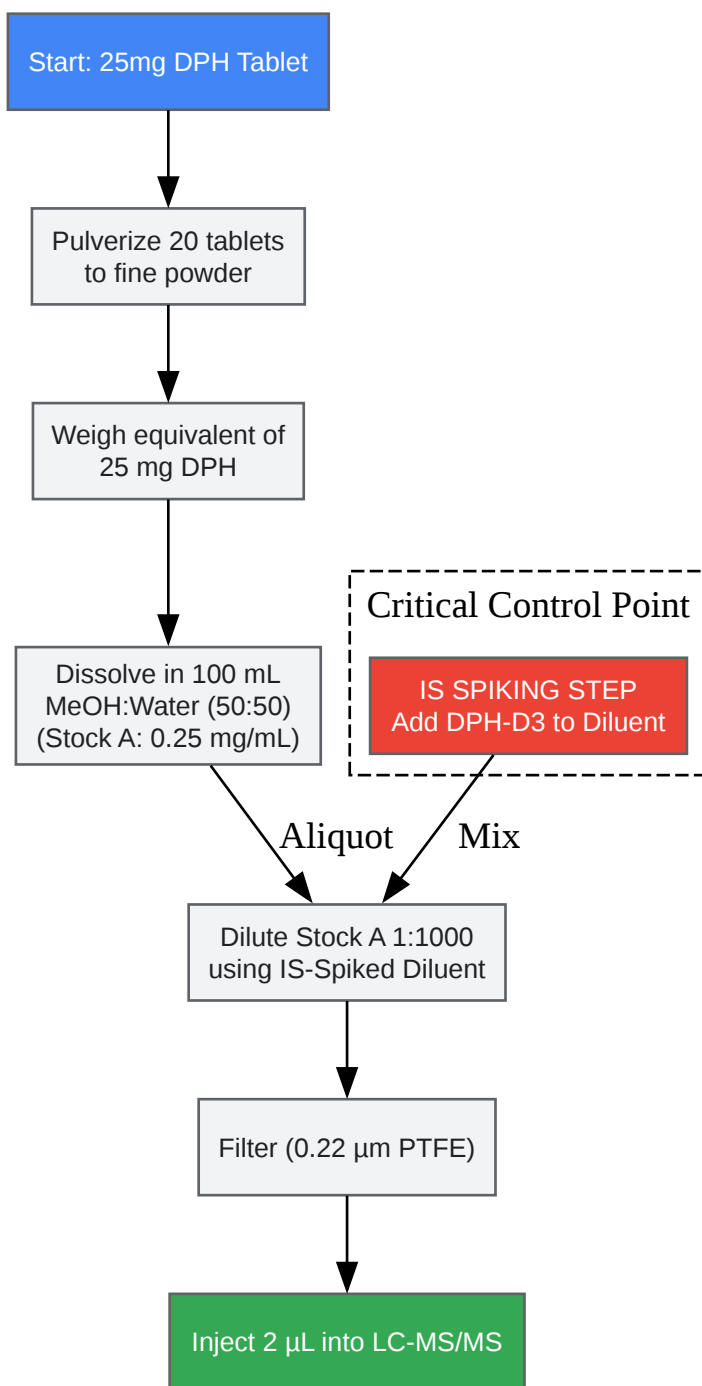 Start: 25mg DPH Tablet
Pulverize 20 tablets
to fine powder
Weigh equivalent of
25 mg DPH
Dissolve in 100 mL
MeOH:Water (50:50)
(Stock A: 0.25 mg/mL)
Critical Control Point
IS SPIKING STEP
Add DPH-D3 to Diluent
Aliquot
Mix
Dilute Stock A 1:1000
using IS-Spiked Diluent
Filter (0.22 µm PTFE)
Inject 2 µL into LC-MS/MS